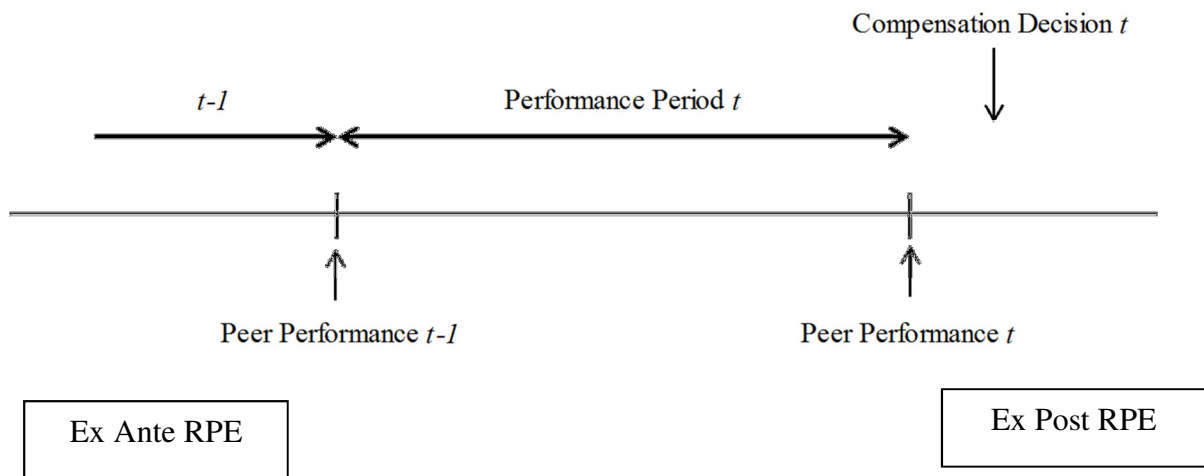 Compensation Decision t
t-1
Performance Period t
Peer Performance t-1
Peer Performance t
Ex Ante RPE
Ex Post RPE